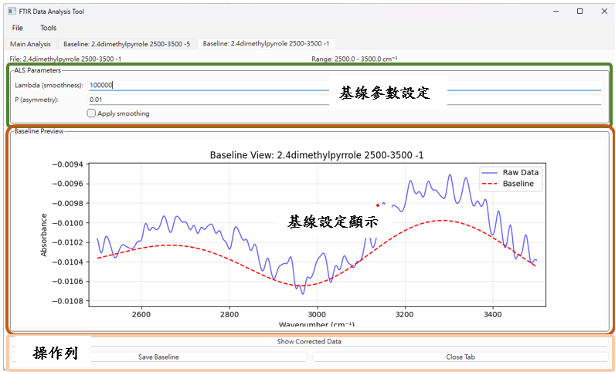 FTIR Data Analysis Tool
File Tools
Main Analysis Baseline: 2.4dimethylpyrrole 2500-3500 -5 Baseline: 2.4dimethylpyrrole 2500-3500 -1
File: 2.4dimethylpyrrole 2500-3500 -1 Range: 2500.0 - 3500.0 cm⁻¹
ALS Parameters
Lambda (smoothness): 100000
P (asymmetry): 0.01
Apply smoothing
基線參數設定
Baseline Preview
Baseline View: 2.4dimethylpyrrole 2500-3500 -1
Raw Data
Baseline
基線設定顯示
Absorbance
−0.0094
−0.0096
−0.0098
−0.0100
−0.0102
−0.0104
−0.0106
−0.0108
2600 2800 3000 3200 3400
Wavenumber (cm⁻¹)
操作列
Show Corrected Data
Save Baseline Close Tab